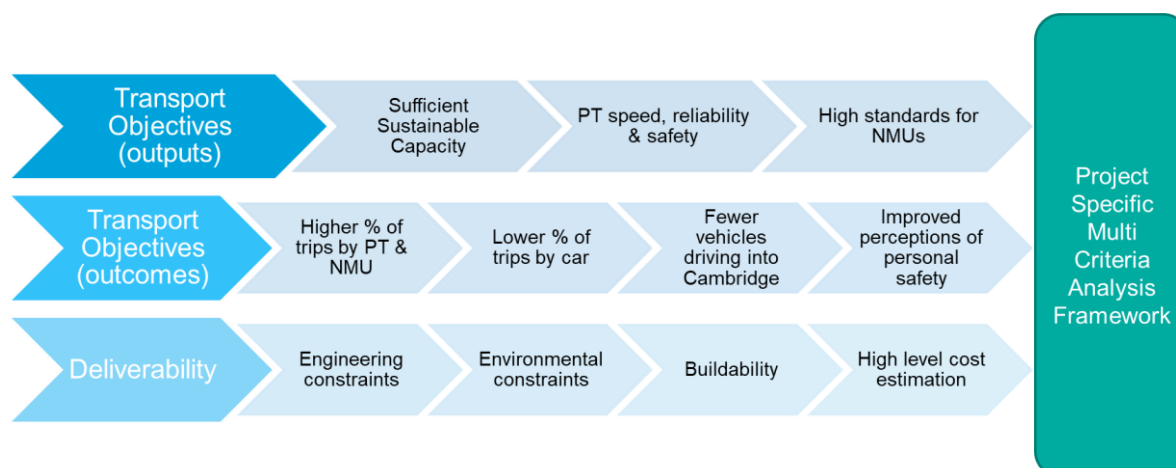 Transport
Objectives
(outputs)
Sufficient
Sustainable
Capacity
PT speed, reliability
& safety
High standards for
NMUs
Transport
Objectives
(outcomes)
Higher % of
trips by PT &
NMU
Lower % of
trips by car
Fewer
vehicles
driving into
Cambridge
Improved
perceptions of
personal
safety
Deliverability
Engineering
constraints
Environmental
constraints
Buildability
High level cost
estimation
Project
Specific
Multi
Criteria
Analysis
Framework